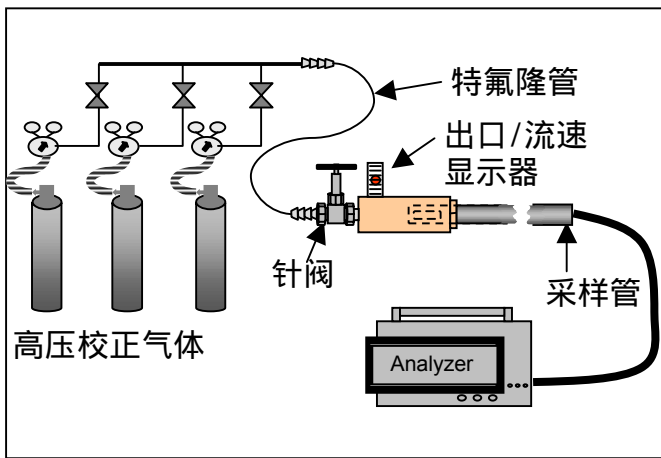 特氟隆管
出口/流速
显示器
针阀
采样管
高压校正气体
Analyzer